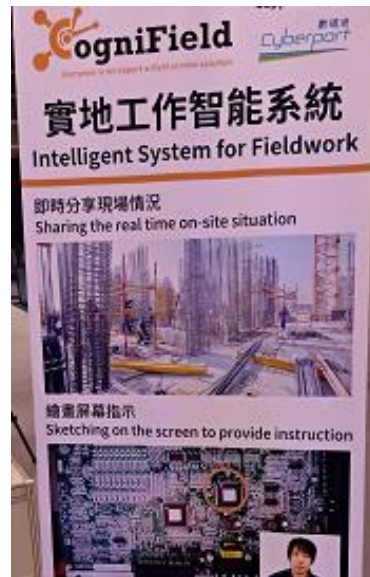 CogniField
數碼港
Cyberport
實地工作智能系統
Intelligent System for Fieldwork
即時分享現場情況
Sharing the real time on-site situation
繪畫屏幕指示
Sketching on the screen to provide instruction